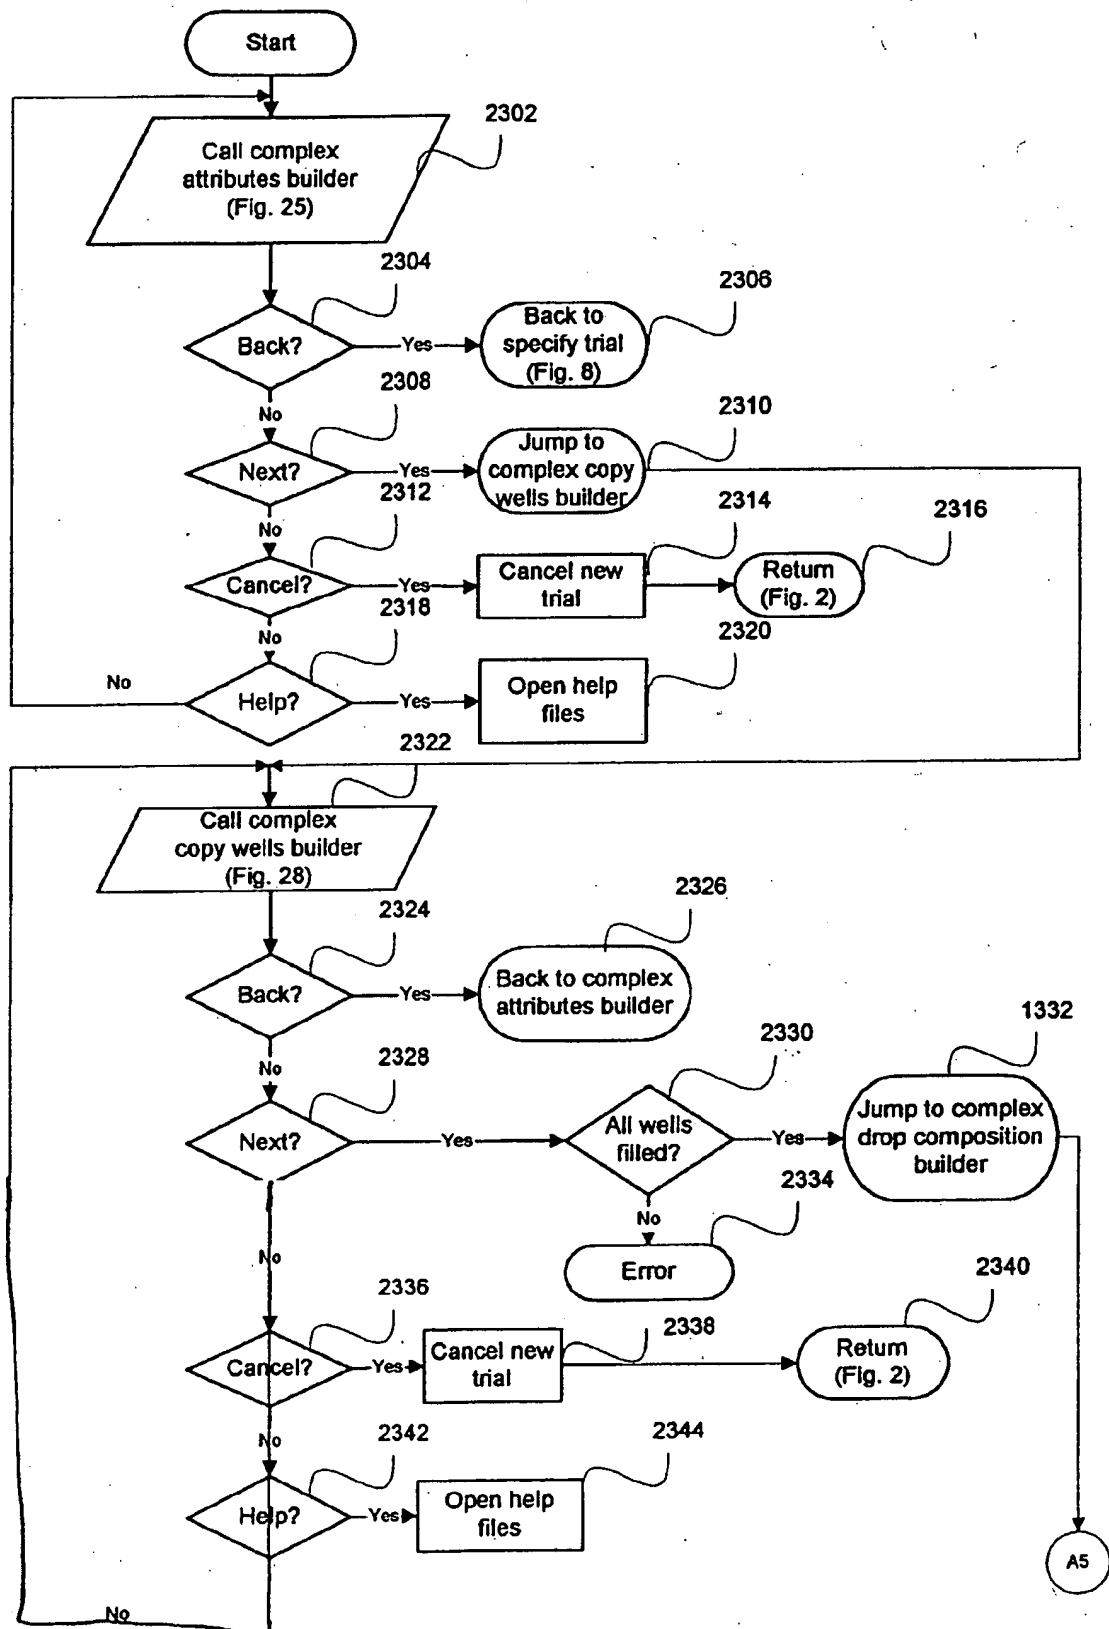 Start
2302
Call complex
attributes builder
(Fig. 25)
2304
2306
Back?
Yes
Back to
specify trial
(Fig. 8)
2308
No
2310
Next?
Yes
Jump to
complex copy
wells builder
2312
No
2314
2316
Cancel?
Yes
Cancel new
trial
Return
(Fig. 2)
2318
No
2320
No
Help?
Yes
Open help
files
2322
Call complex
copy wells builder
(Fig. 28)
2324
2326
Back?
Yes
Back to complex
attributes builder
1332
2330
No
2328
Next?
Yes
All wells
filled?
Yes
Jump to complex
drop composition
builder
2334
No
No
Error
2336
2338
2340
Cancel?
Yes
Cancel new
trial
Return
(Fig. 2)
2342
2344
No
Help?
Yes
Open help
files
A5
No